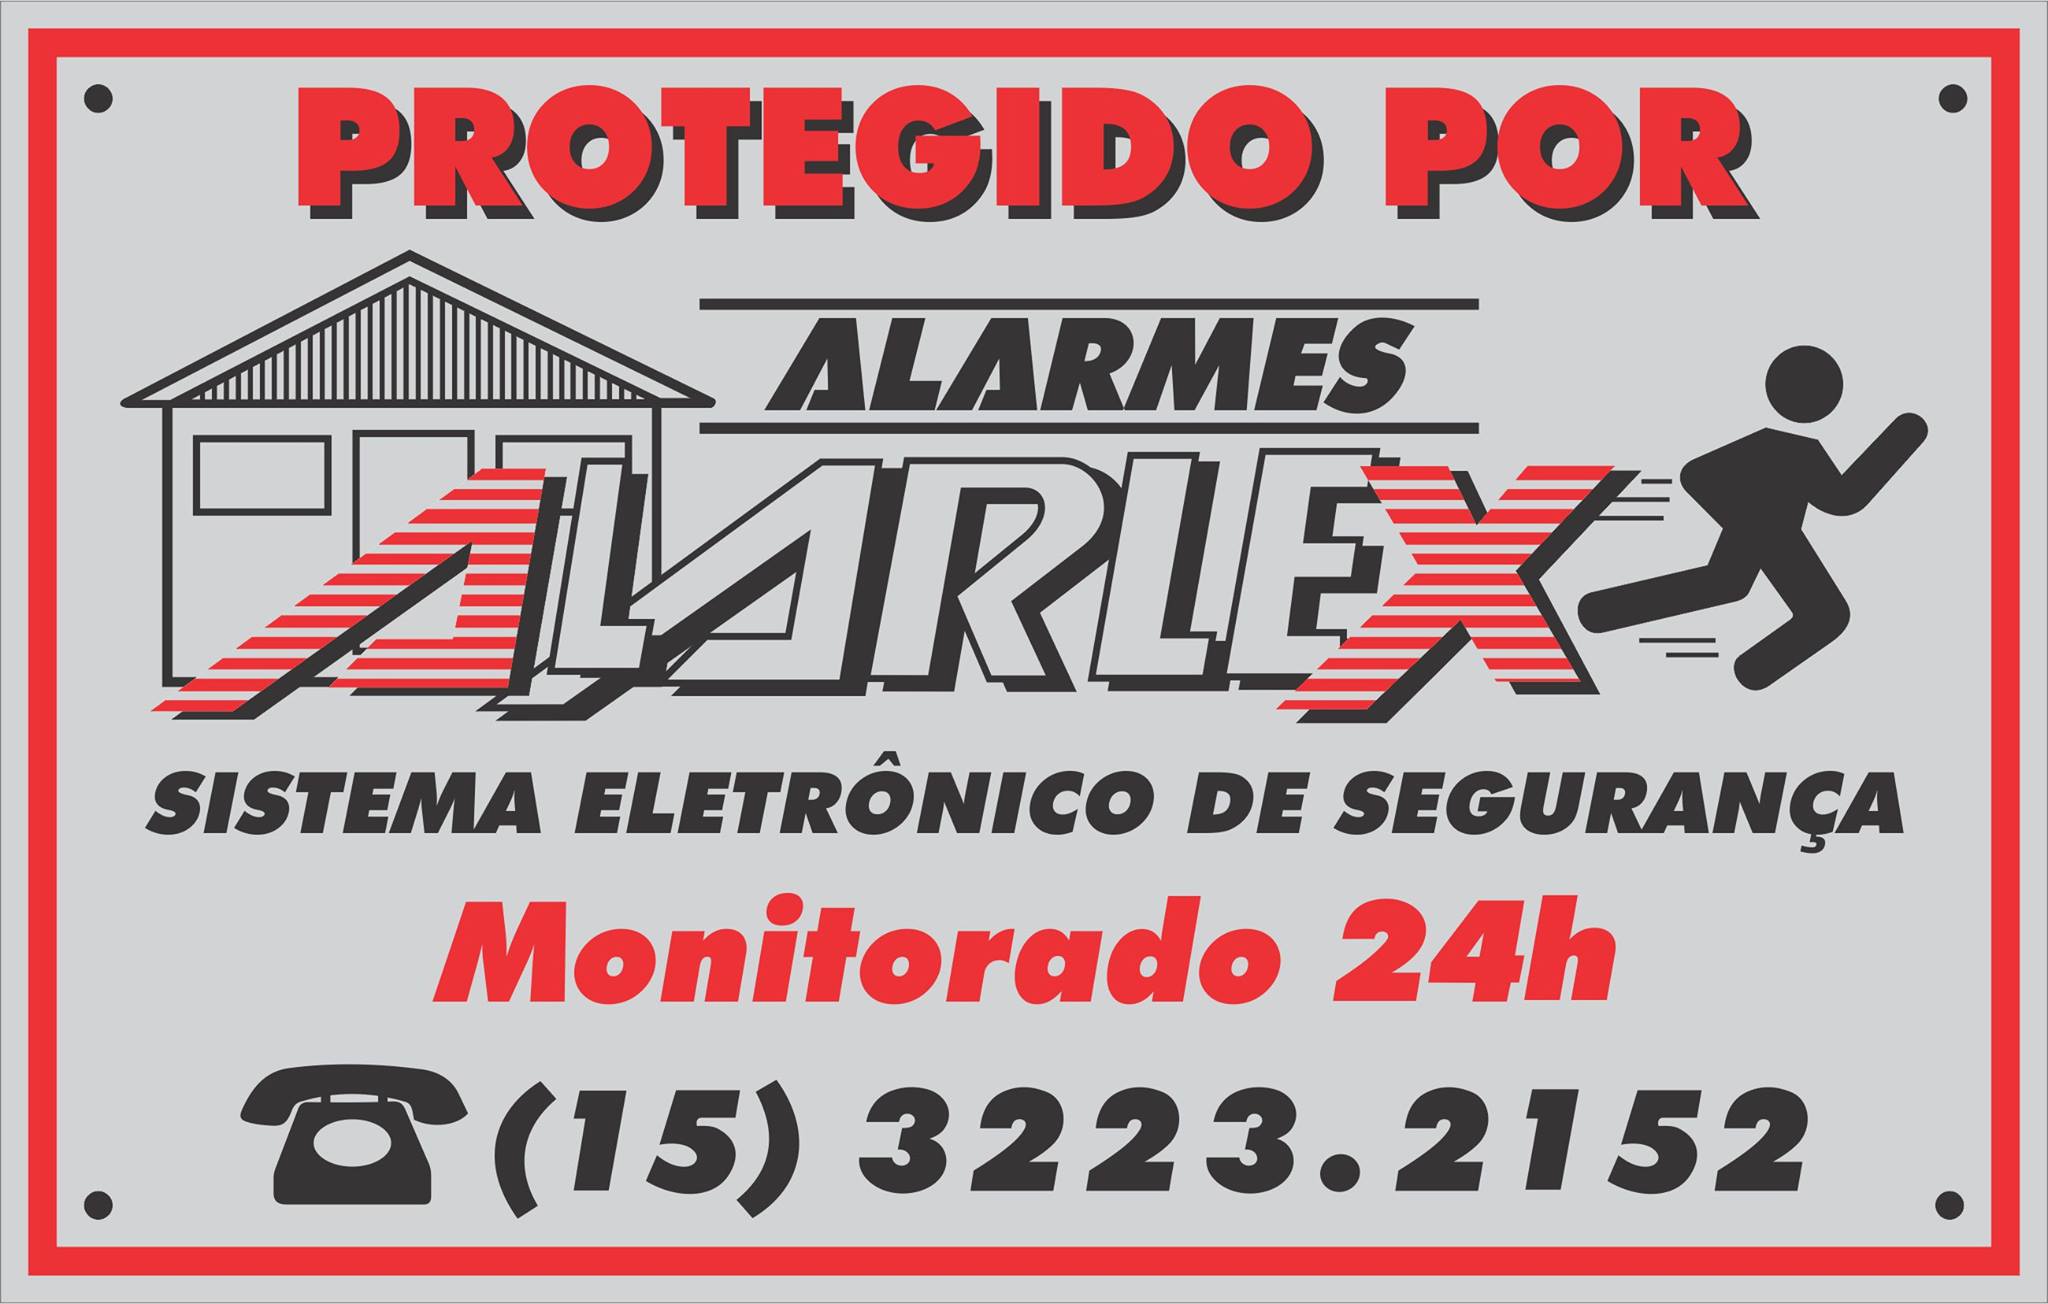 PROTEGIDO POR
ALARMES
ALARLEX
SISTEMA ELETRÔNICO DE SEGURANÇA
Monitorado 24h
(15) 3223.2152